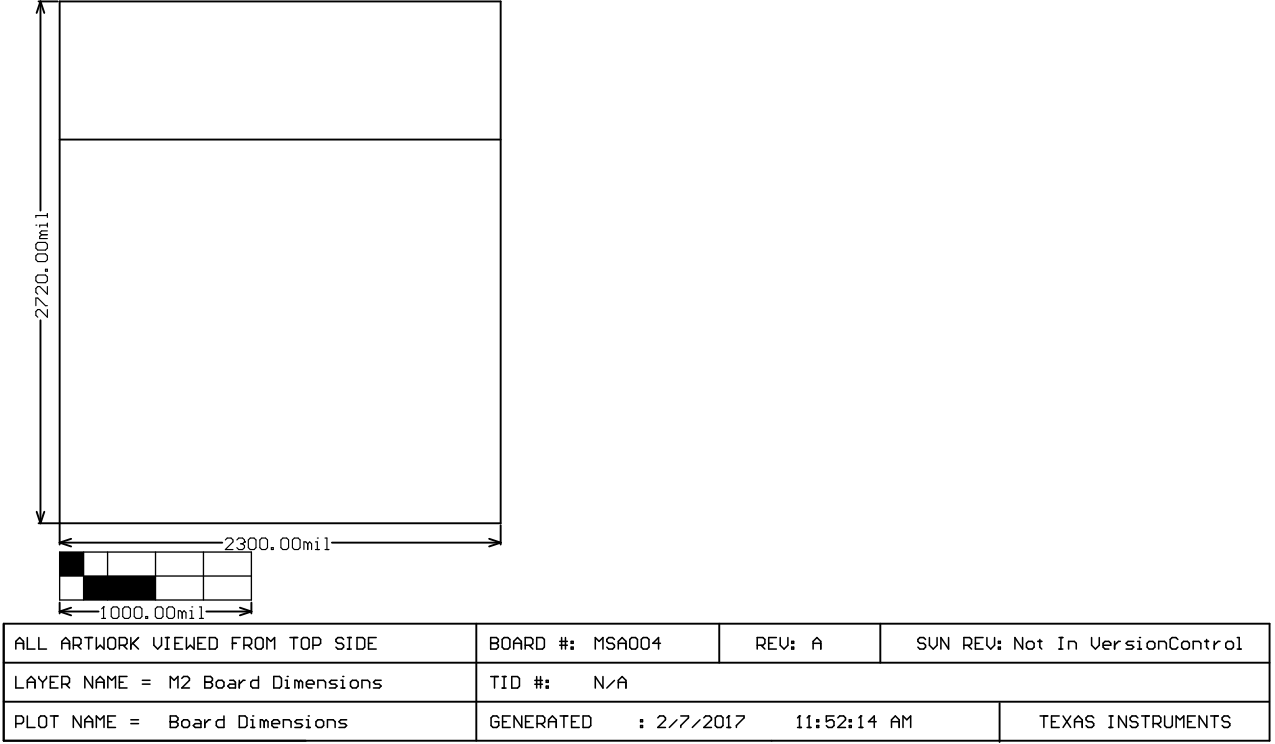 2720.00mil
2300.00mil
1000.00mil
ALL ARTWORK VIEWED FROM TOP SIDE
BOARD #: MSA004
REV: A
SVN REV: Not In VersionControl
LAYER NAME = M2 Board Dimensions
TID #: N/A
PLOT NAME = Board Dimensions
GENERATED : 2/7/2017 11:52:14 AM
TEXAS INSTRUMENTS